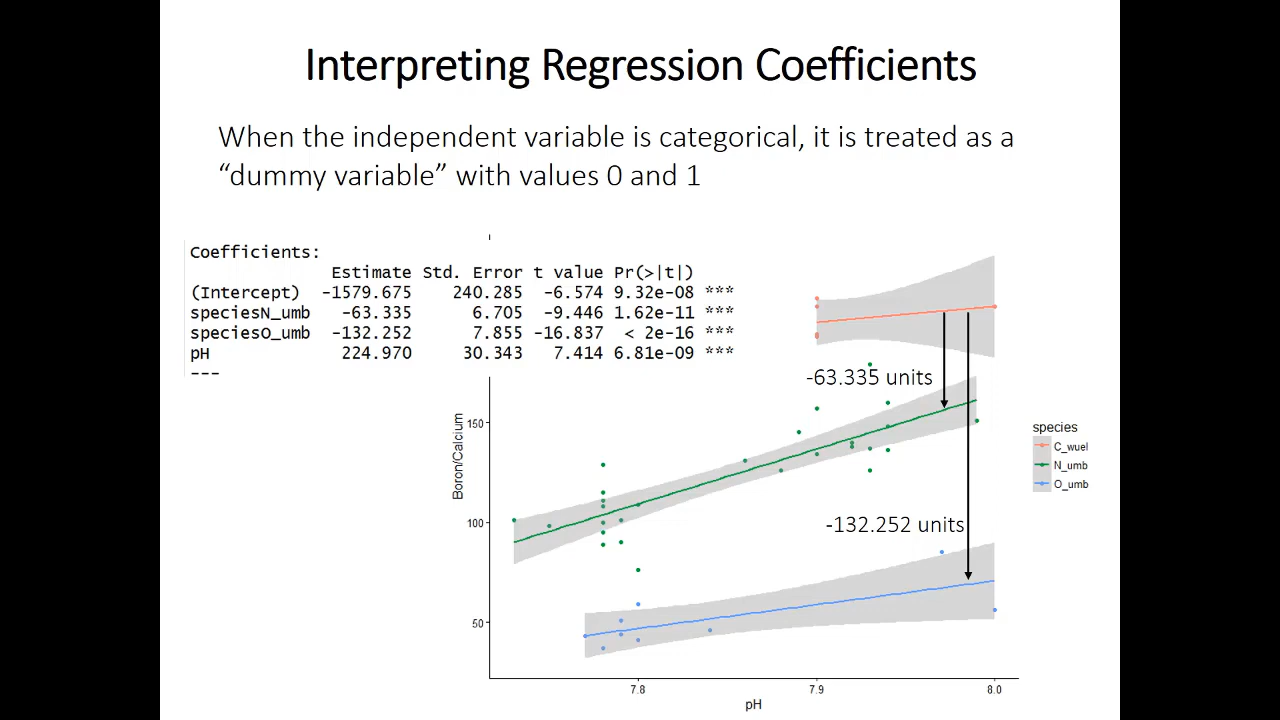 Interpreting Regression Coefficients
When the independent variable is categorical, it is treated as a
“dummy variable” with values 0 and 1
Coefficients:
Estimate Std. Error t value Pr(>|t|)
(Intercept) -1579.675 240.285 -6.574 9.32e-08 ***
speciesN_umb -63.335 6.705 -9.446 1.62e-11 ***
speciesO_umb -132.252 7.855 -16.837 < 2e-16 ***
pH 224.970 30.343 7.414 6.81e-09 ***
---
-63.335 units
-132.252 units
Boron/Calcium
150
100
50
7.8 7.9 8.0
pH
species
C_wuel
N_umb
O_umb